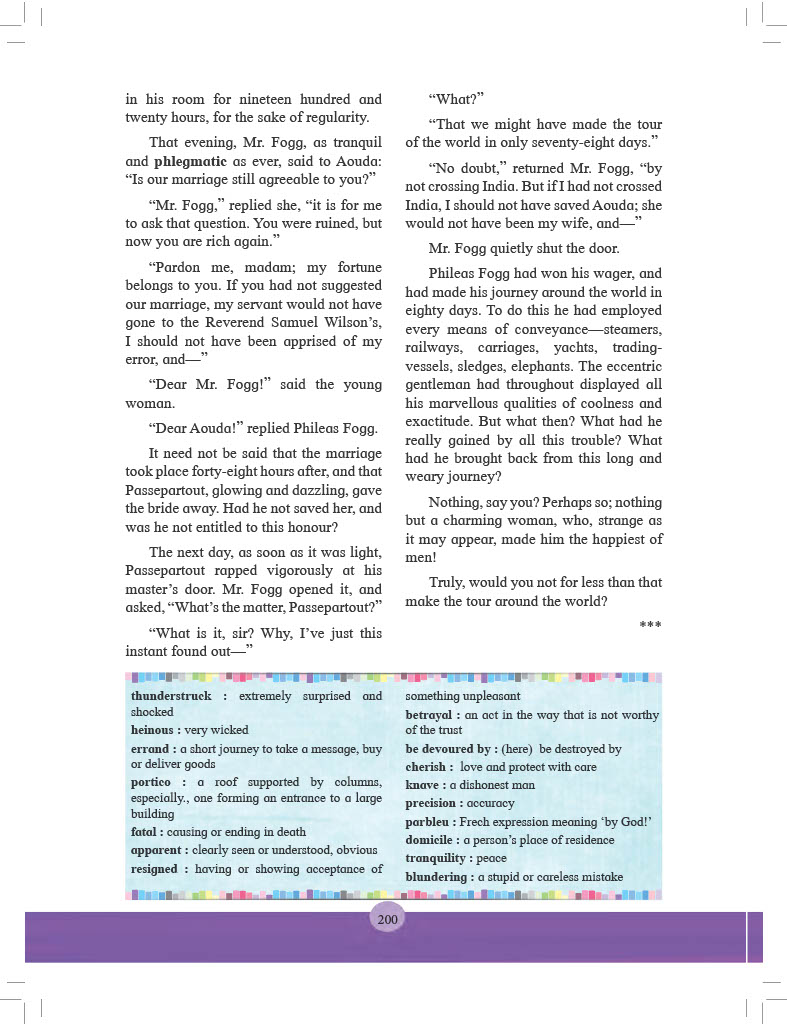 in his room for nineteen hundred and
twenty hours, for the sake of regularity.
That evening, Mr. Fogg, as tranquil
and phlegmatic as ever, said to Aouda:
“Is our marriage still agreeable to you?”
“Mr. Fogg,” replied she, “it is for me
to ask that question. You were ruined, but
now you are rich again.”
“Pardon me, madam; my fortune
belongs to you. If you had not suggested
our marriage, my servant would not have
gone to the Reverend Samuel Wilson’s,
I should not have been apprised of my
error, and—”
“Dear Mr. Fogg!” said the young
woman.
“Dear Aouda!” replied Phileas Fogg.
It need not be said that the marriage
took place forty-eight hours after, and that
Passepartout, glowing and dazzling, gave
the bride away. Had he not saved her, and
was he not entitled to this honour?
The next day, as soon as it was light,
Passepartout rapped vigorously at his
master’s door. Mr. Fogg opened it, and
asked, “What’s the matter, Passepartout?”
“What is it, sir? Why, I’ve just this
instant found out—”
“What?”
“That we might have made the tour
of the world in only seventy-eight days.”
“No doubt,” returned Mr. Fogg, “by
not crossing India. But if I had not crossed
India, I should not have saved Aouda; she
would not have been my wife, and—”
Mr. Fogg quietly shut the door.
Phileas Fogg had won his wager, and
had made his journey around the world in
eighty days. To do this he had employed
every means of conveyance—steamers,
railways, carriages, yachts, trading-
vessels, sledges, elephants. The eccentric
gentleman had throughout displayed all
his marvellous qualities of coolness and
exactitude. But what then? What had he
really gained by all this trouble? What
had he brought back from this long and
weary journey?
Nothing, say you? Perhaps so; nothing
but a charming woman, who, strange as
it may appear, made him the happiest of
men!
Truly, would you not for less than that
make the tour around the world?
***
thunderstruck : extremely surprised and
shocked
heinous : very wicked
errand : a short journey to take a message, buy
or deliver goods
portico : a roof supported by columns,
especially., one forming an entrance to a large
building
fatal : causing or ending in death
apparent : clearly seen or understood, obvious
resigned : having or showing acceptance of
something unpleasant
betrayal : an act in the way that is not worthy
of the trust
be devoured by : (here) be destroyed by
cherish : love and protect with care
knave : a dishonest man
precision : accuracy
parbleu : Frech expression meaning ‘by God!’
domicile : a person’s place of residence
tranquility : peace
blundering : a stupid or careless mistake
200